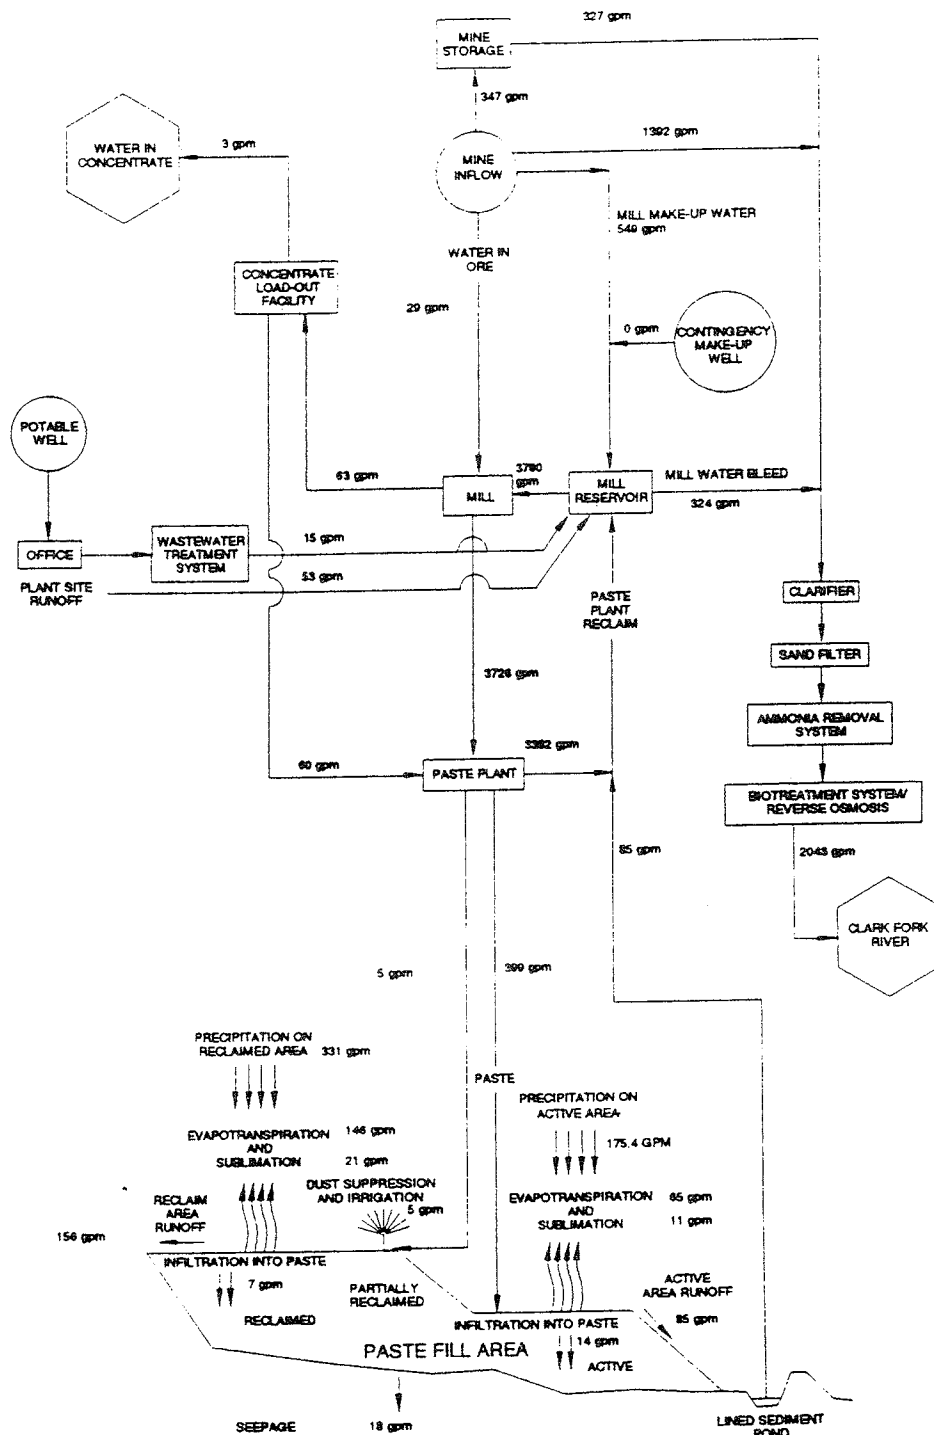 327 gpm
MINE
STORAGE
347 gpm
1392 gpm
3 gpm
WATER IN
CONCENTRATE
MINE
INFLOW
MILL MAKE-UP WATER
549 gpm
WATER IN
ORE
CONCENTRATE
LOAD-OUT
FACILITY
29 gpm
0 gpm
CONTINGENCY
MAKE-UP
WELL
POTABLE
WELL
63 gpm
MILL
3790
gpm
MILL
RESERVOIR
MILL WATER BLEED
324 gpm
OFFICE
WASTEWATER
TREATMENT
SYSTEM
15 gpm
PLANT SITE
RUNOFF
53 gpm
PASTE
PLANT
RECLAIM
CLARIFIER
SAND FILTER
3726 gpm
AMMONIA REMOVAL
SYSTEM
60 gpm
PASTE PLANT
3382 gpm
BIOTREATMENT SYSTEM/
REVERSE OSMOSIS
85 gpm
2043 gpm
CLARK FORK
RIVER
5 gpm
399 gpm
PRECIPITATION ON
RECLAIMED AREA
331 gpm
PASTE
PRECIPITATION ON
ACTIVE AREA
175.4 GPM
EVAPOTRANSPIRATION
AND
SUBLIMATION
146 gpm
21 gpm
DUST SUPPRESSION
AND IRRIGATION
5 gpm
EVAPOTRANSPIRATION
AND
SUBLIMATION
65 gpm
11 gpm
RECLAIM
AREA
RUNOFF
156 gpm
INFILTRATION INTO PASTE
7 gpm
RECLAIMED
PARTIALLY
RECLAIMED
ACTIVE
AREA RUNOFF
85 gpm
INFILTRATION INTO PASTE
14 gpm
ACTIVE
PASTE FILL AREA
SEEPAGE
18 gpm
LINED SEDIMENT
POND